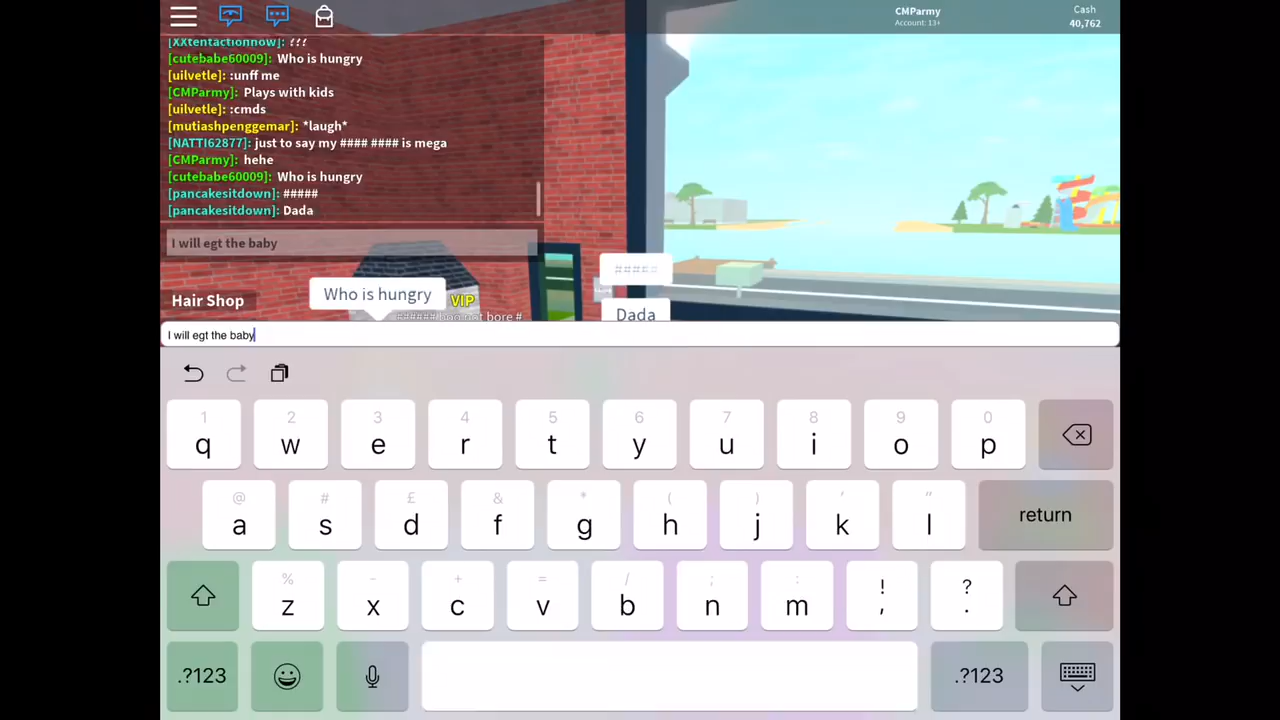 CMParmy
Account: 13+
Cash
40,762
[XXtentactionnow]: ???
[cutebabe60009]: Who is hungry
[uilvetle]: :unff me
[CMParmy]: Plays with kids
[uilvetle]: :cmds
[mutiashpenggemar]: *laugh*
[NATTI62877]: just to say my #### #### is mega
[CMParmy]: hehe
[cutebabe60009]: Who is hungry
[pancakesitdown]: #####
[pancakesitdown]: Dada
I will egt the baby
#####
Hair Shop
Who is hungry
VIP
Dada
I will egt the baby
1 2 3 4 5 6 7 8 9 0
q w e r t y u i o p
@ # £ & * ( ) ' "
a s d f g h j k l return
% - + = / ; : ! ?
z x c v b n m , .
.?123 .?123